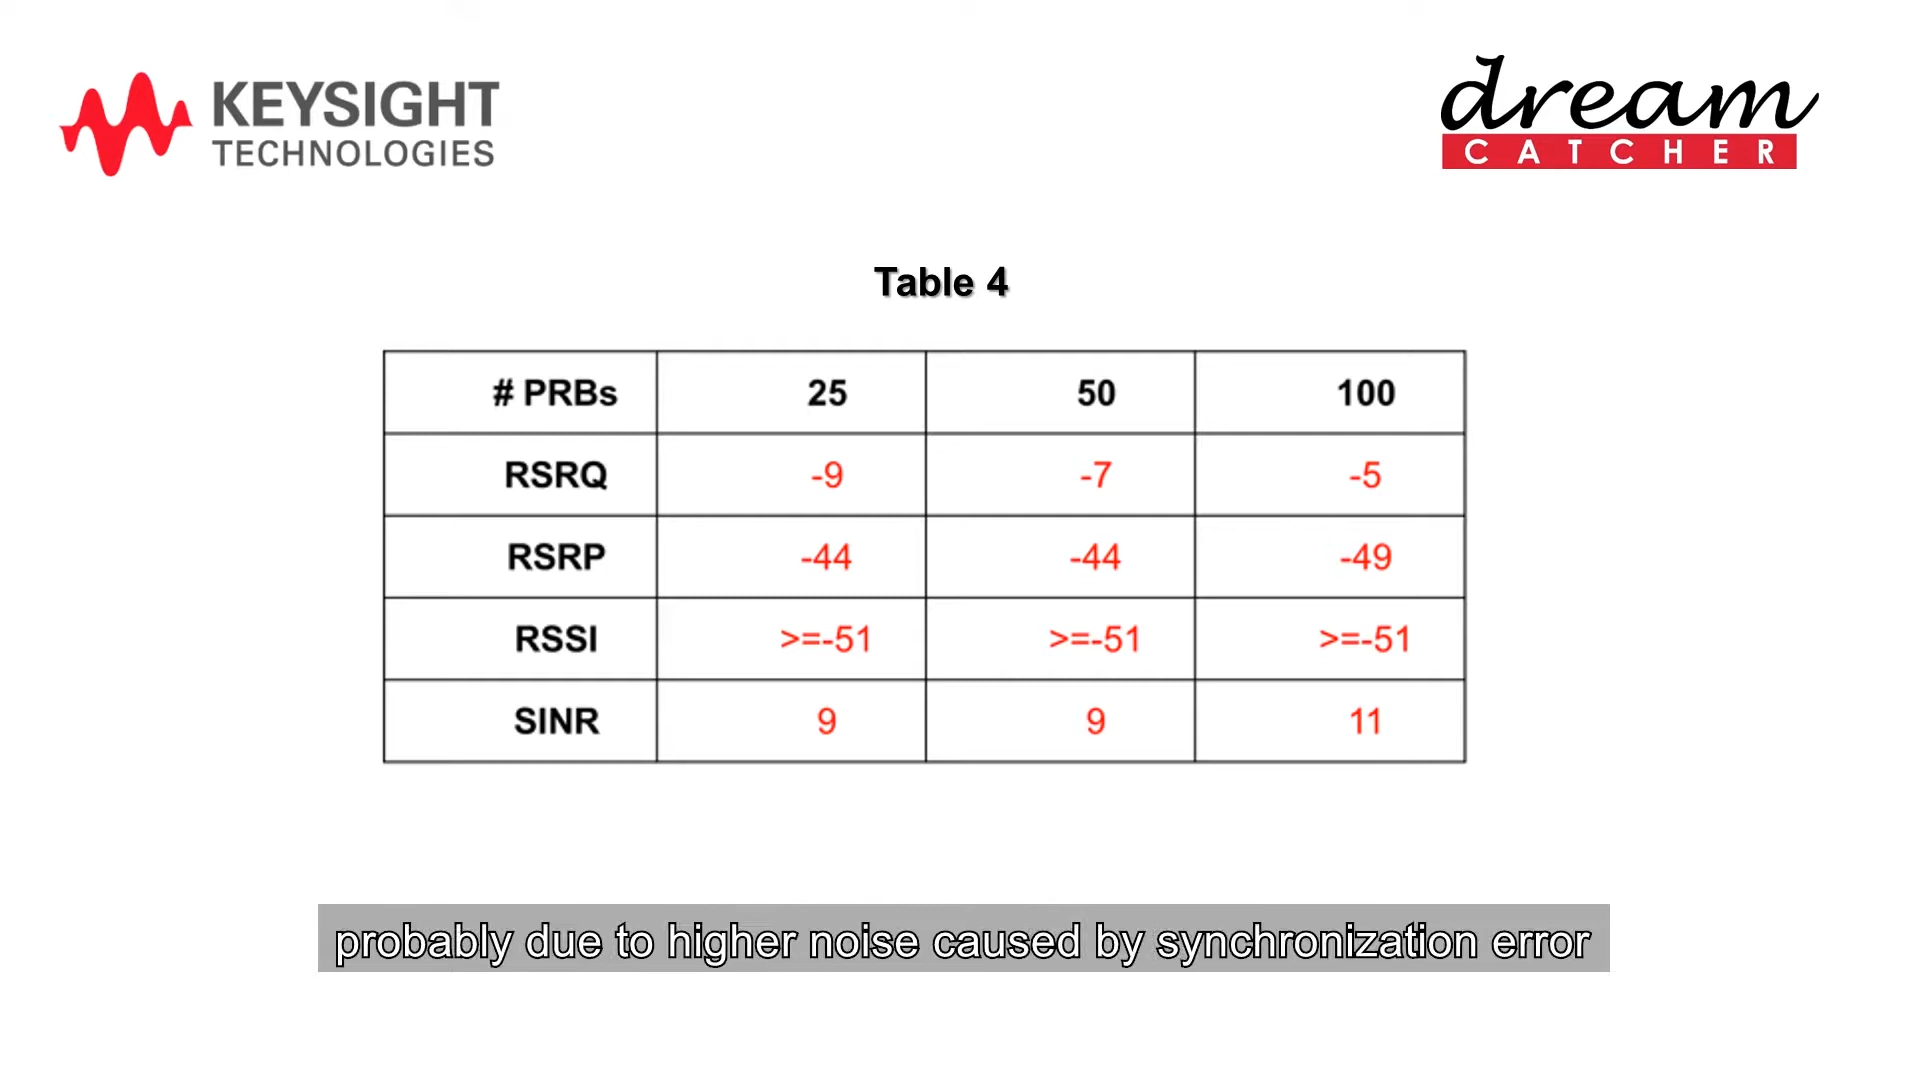 KEYSIGHT
TECHNOLOGIES
dream
CATCHER
Table 4
# PRBs 25 50 100
RSRQ -9 -7 -5
RSRP -44 -44 -49
RSSI >=-51 >=-51 >=-51
SINR 9 9 11
probably due to higher noise caused by synchronization error